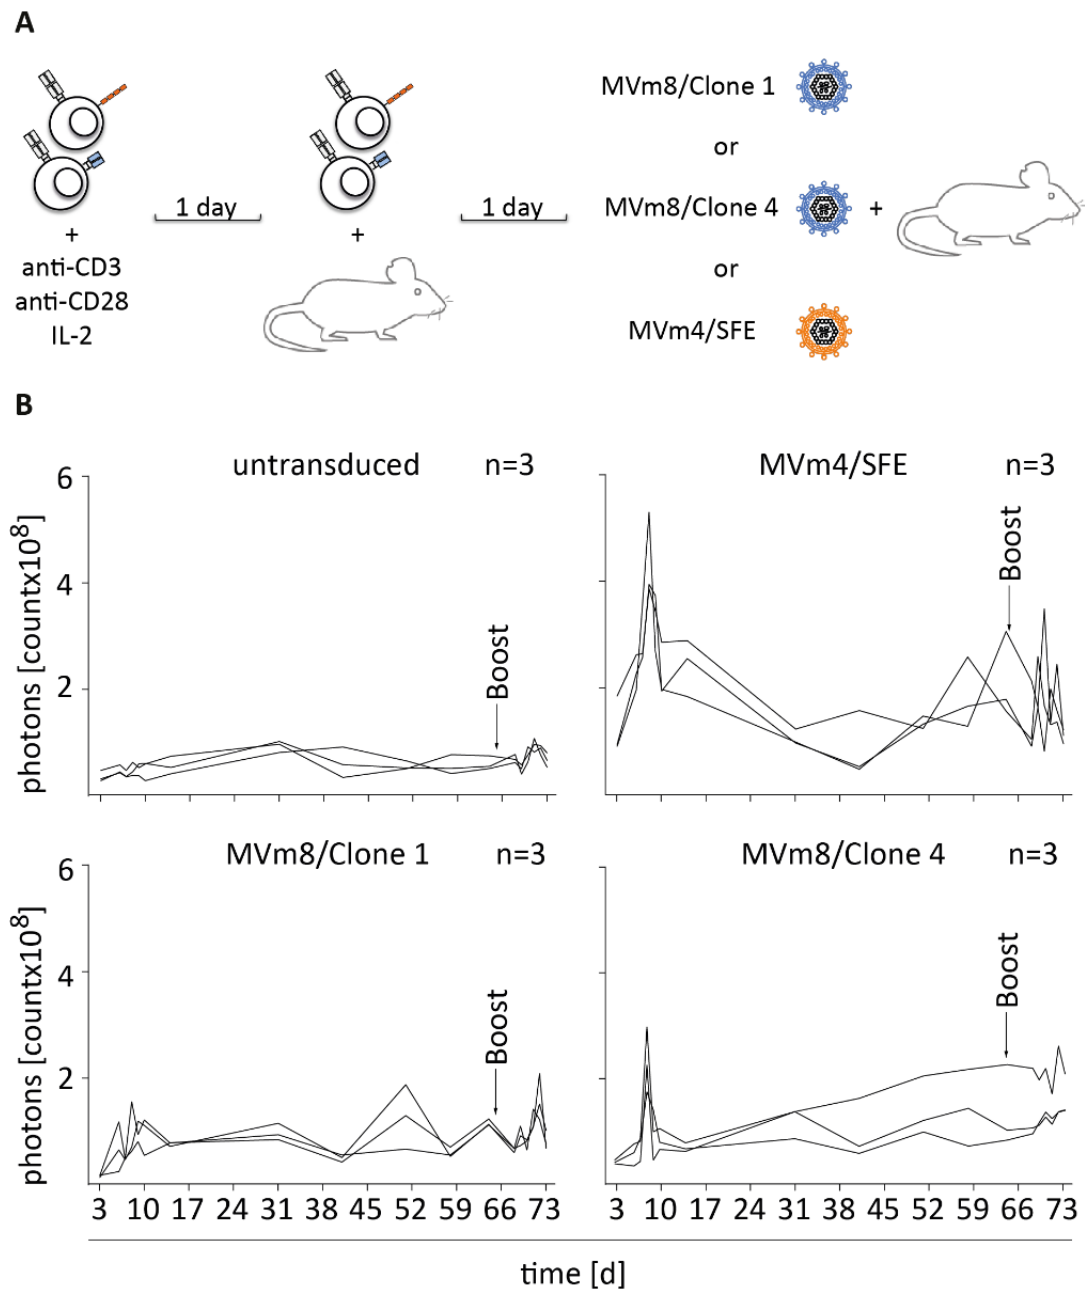 A
1 day
1 day
+
anti-CD3
anti-CD28
IL-2
+
MVm8/Clone 1
or
MVm8/Clone 4
+
or
MVm4/SFE
B
untransduced n=3
MVm4/SFE n=3
photons [countx10⁸]
6
4
2
Boost
Boost
MVm8/Clone 1 n=3
MVm8/Clone 4 n=3
photons [countx10⁸]
6
4
2
Boost
Boost
3 10 17 24 31 38 45 52 59 66 73
3 10 17 24 31 38 45 52 59 66 73
time [d]